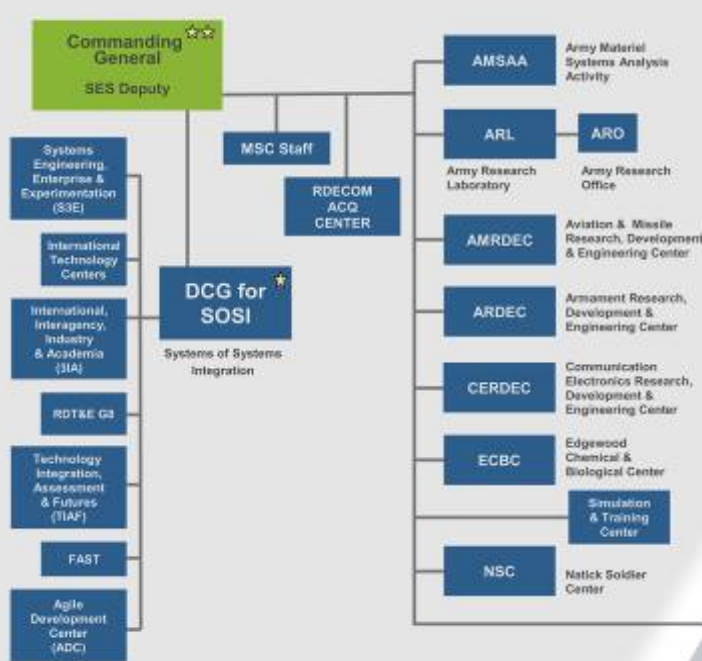 Commanding
General
SES Deputy
MSC Staff
RDECOM
ACQ
CENTER
DCG for
SOSI
Systems of Systems
Integration
Systems
Engineering,
Enterprise &
Experimentation
(S3E)
International
Technology
Centers
International,
Interagency,
Industry
& Academia
(3IA)
RDT&E G8
Technology
Integration,
Assessment
& Futures
(TIAF)
FAST
Agile
Development
Center
(ADC)
AMSAA
Army Materiel
Systems Analysis
Activity
ARL
Army Research
Laboratory
ARO
Army Research
Office
AMRDEC
Aviation & Missile
Research, Development
& Engineering Center
ARDEC
Armament Research,
Development &
Engineering Center
CERDEC
Communication
Electronics Research,
Development &
Engineering Center
ECBC
Edgewood
Chemical &
Biological Center
Simulation
& Training
Center
NSC
Natick Soldier
Center